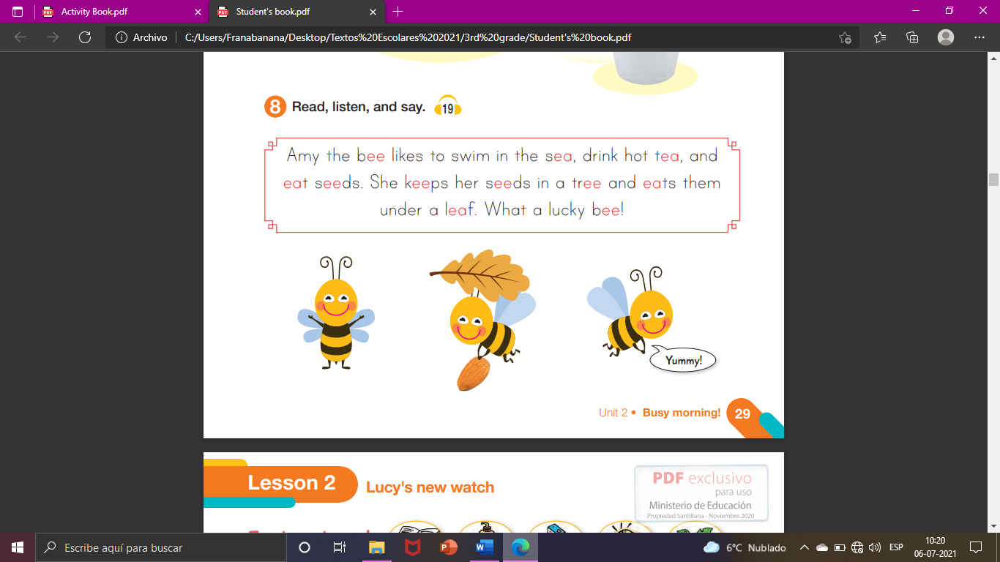 Activity Book.pdf
Student's book.pdf
Archivo
C:/Users/Franabanana/Desktop/Textos%20Escolares%202021/3rd%20grade/Student's%20book.pdf
8 Read, listen, and say. 19
Amy the bee likes to swim in the sea, drink hot tea, and
eat seeds. She keeps her seeds in a tree and eats them
under a leaf. What a lucky bee!
Yummy!
Unit 2 • Busy morning! 29
Lesson 2 Lucy's new watch
PDF exclusivo
para uso
Ministerio de Educación
Propiedad Santillana - Noviembre 2020
Escribe aquí para buscar
6°C Nublado
ESP
10:20
06-07-2021